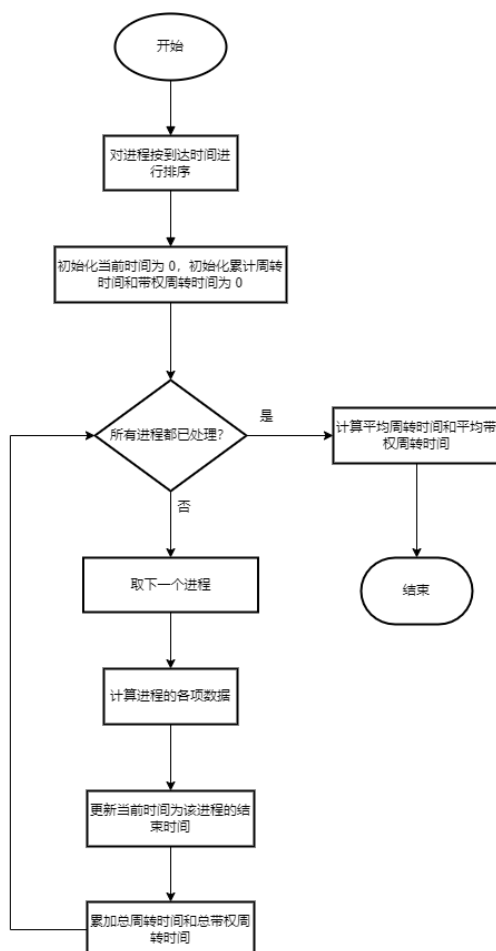 开始
对进程按到达时间进
行排序
初始化当前时间为 0，初始化累计周转
时间和带权周转时间为 0
所有进程都已处理？
是
计算平均周转时间和平均带
权周转时间
否
取下一个进程
结束
计算进程的各项数据
更新当前时间为该进程的结
束时间
累加总周转时间和总带权周
转时间